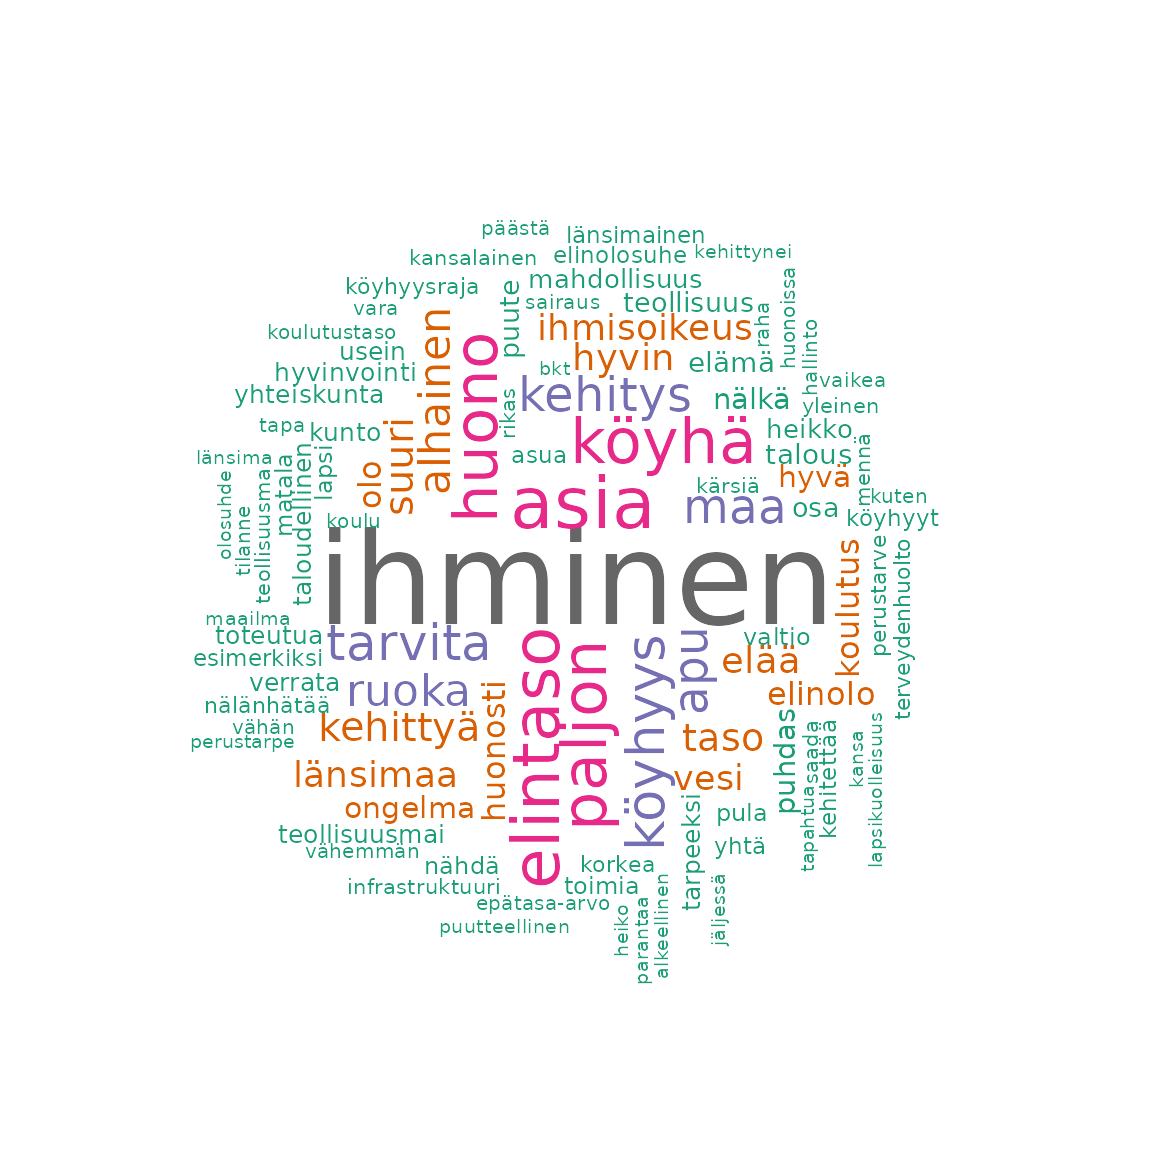 päästä
länsimainen
kansalainen
elinolosuhe
kehittynei
köyhyysraja
puute
mahdollisuus
huonoissa
vara
sairaus
teollisuus
raha
koulutustaso
alhainen
ihmisoikeus
hallinto
usein
huono
hyvin
elämä
hyvinvointi
bkt
vaikea
yhteiskunta
rikas
kehitys
nälkä
yleinen
tapa
kunto
suuri
köyhä
heikko
länsima
matala
taloudellinen
lapsi
olo
asua
talous
mennä
olosuhde
tilanne
teollisuusmaa
asia
kärsiä
hyvä
kuten
koulu
maa
osa
köyhyyt
ihminen
koulutus
perustarve
terveydenhuolto
maailma
toteutua
tarvita
elintaso
paljon
köyhyys
apu
valtio
esimerkiksi
elää
verrata
ruoka
huonosti
elinolo
nälänhätää
vähän
kehittyä
taso
puhdas
saada
kehitettää
kansa
lapsikuolleisuus
perustarpe
länsimaa
vesi
ongelma
tarpeeksi
pula
tapahtua
teollisuusmai
vähemmän
yhtä
nähdä
korkea
infrastruktuuri
toimia
epätasa-arvo
jäljessä
puutteellinen
heiko
parantaa
alkeellinen